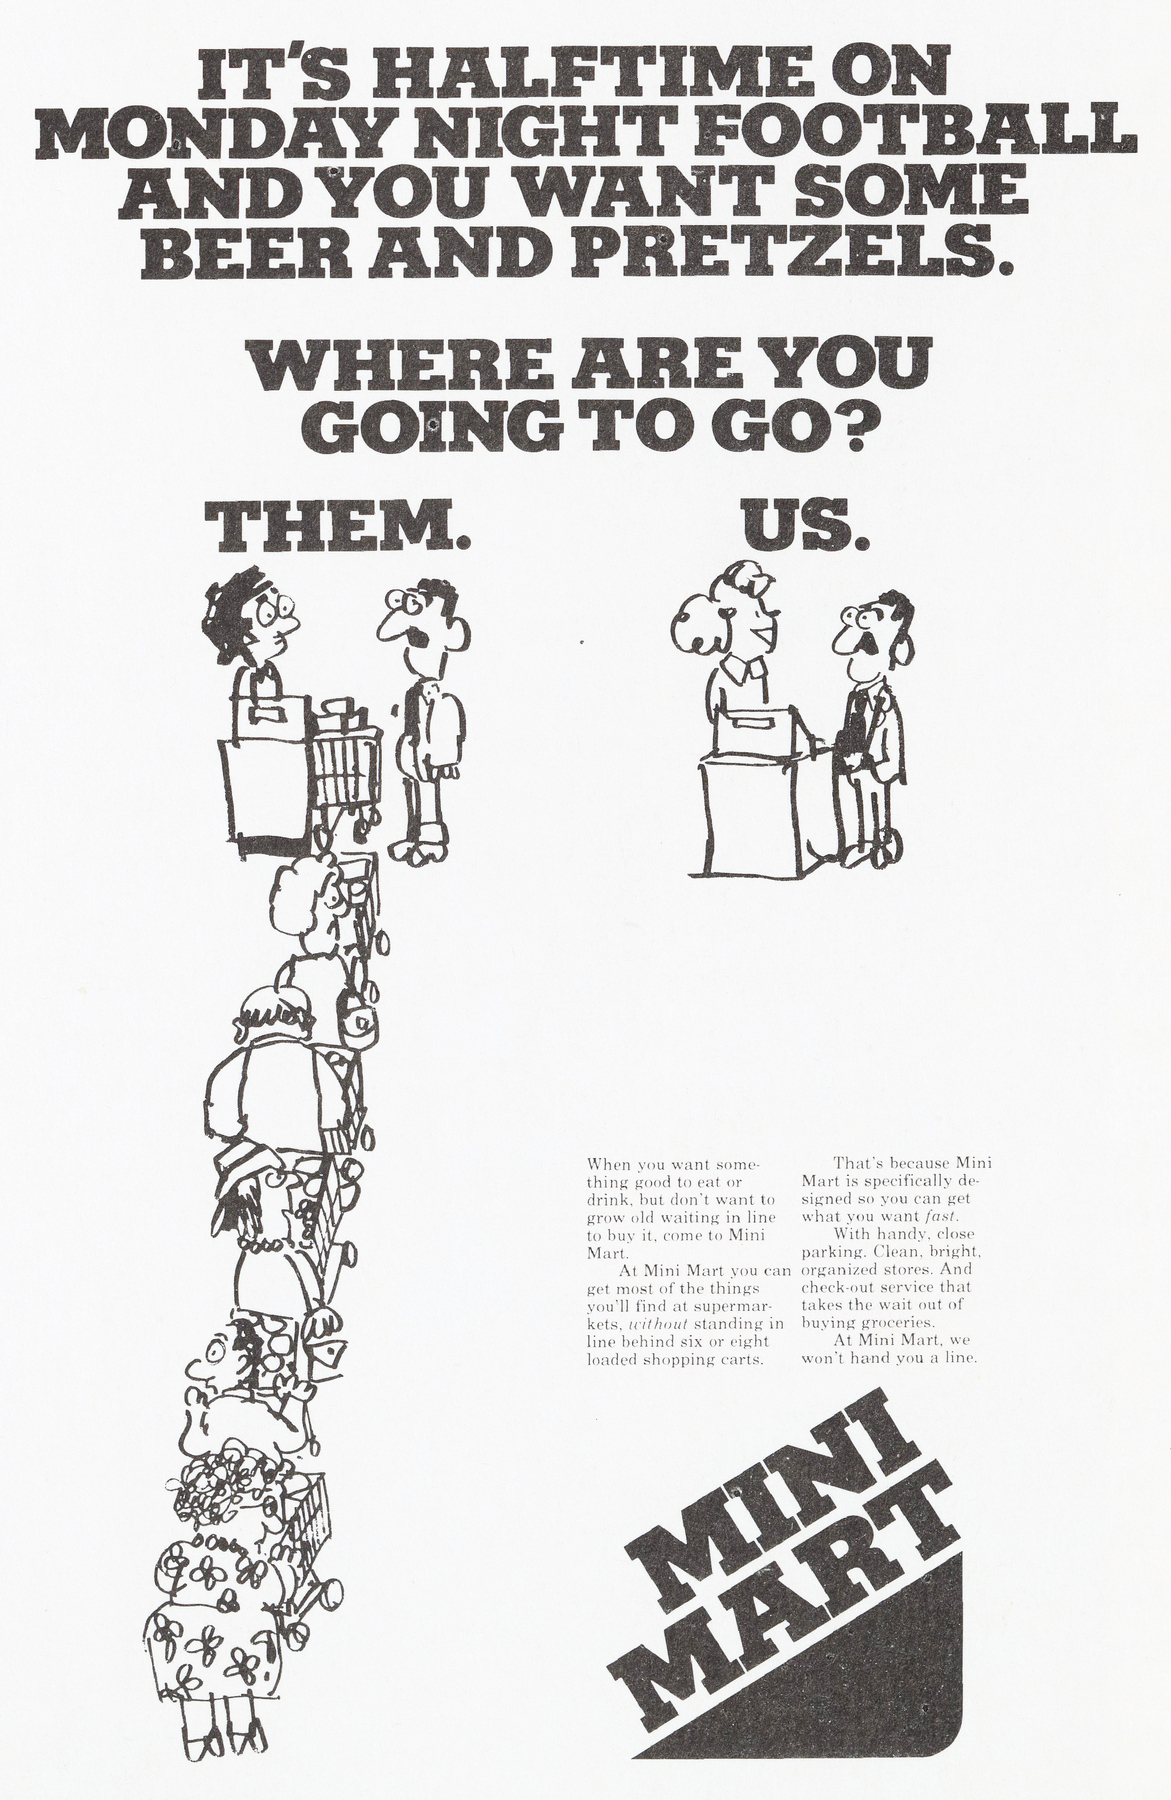 IT'S HALFTIME ON
MONDAY NIGHT FOOTBALL
AND YOU WANT SOME
BEER AND PRETZELS.
WHERE ARE YOU
GOING TO GO?
THEM.
US.
When you want some-
thing good to eat or
drink, but don't want to
grow old waiting in line
to buy it, come to Mini
Mart.
At Mini Mart you can
get most of the things
you'll find at supermar-
kets, without standing in
line behind six or eight
loaded shopping carts.
That's because Mini
Mart is specifically de-
signed so you can get
what you want fast.
With handy, close
parking. Clean, bright,
organized stores. And
check-out service that
takes the wait out of
buying groceries.
At Mini Mart, we
won't hand you a line.
MINI
MART